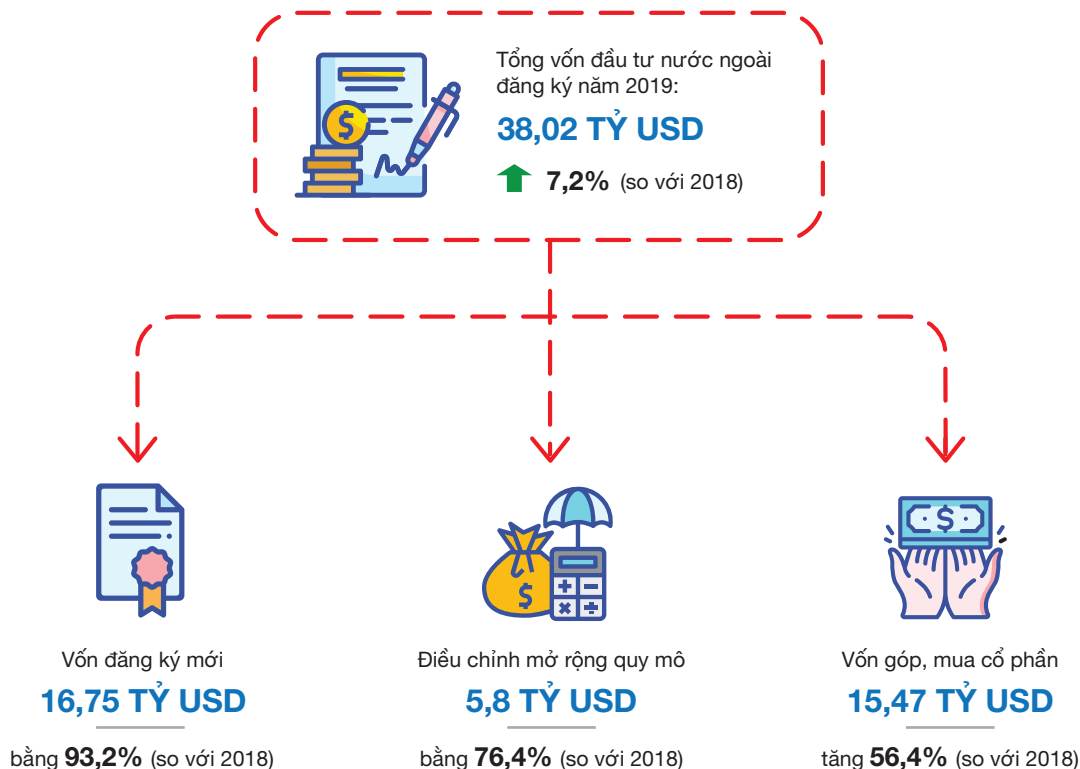 Tổng vốn đầu tư nước ngoài
đăng ký năm 2019:
38,02 TỶ USD
7,2% (so với 2018)
Vốn đăng ký mới
16,75 TỶ USD
bằng 93,2% (so với 2018)
Điều chỉnh mở rộng quy mô
5,8 TỶ USD
bằng 76,4% (so với 2018)
Vốn góp, mua cổ phần
15,47 TỶ USD
tăng 56,4% (so với 2018)